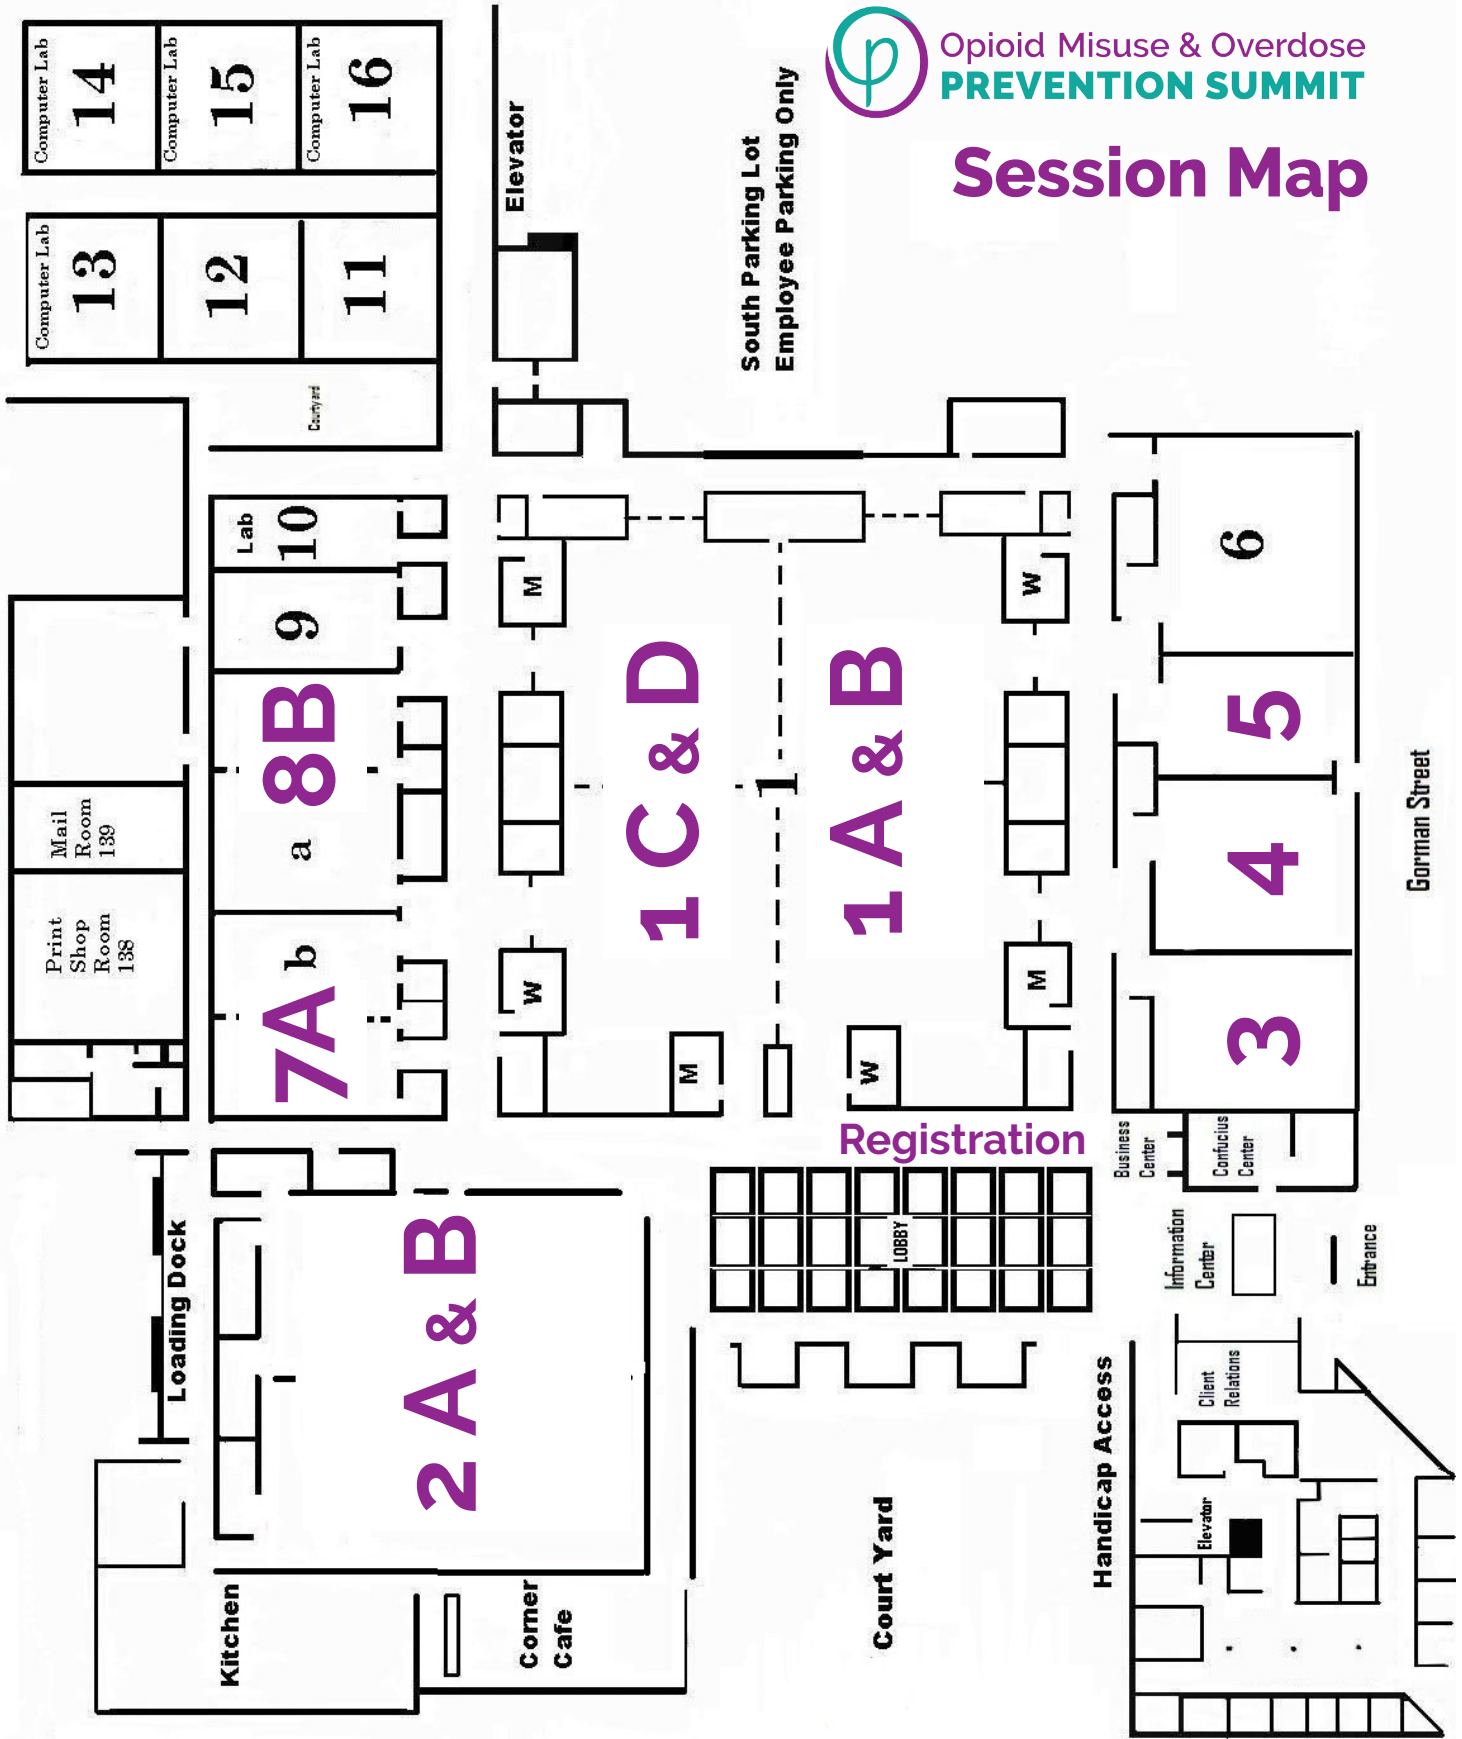 Opioid Misuse & Overdose
PREVENTION SUMMIT
Session Map
Computer Lab
14
Computer Lab
15
Computer Lab
16
Computer Lab
13
12
11
Courtyard
Elevator
South Parking Lot
Employee Parking Only
Lab
10
9
8B
a
7A
b
Mail
Room
139
Print
Shop
Room
138
M
W
1 C & D
1
1 A & B
W
M
M
W
6
5
4
3
Gorman Street
Registration
Business
Center
Confucius
Center
LOBBY
Information
Center
Entrance
Loading Dock
2 A & B
Client
Relations
Handicap Access
Elevator
Court Yard
Kitchen
Corner
Cafe